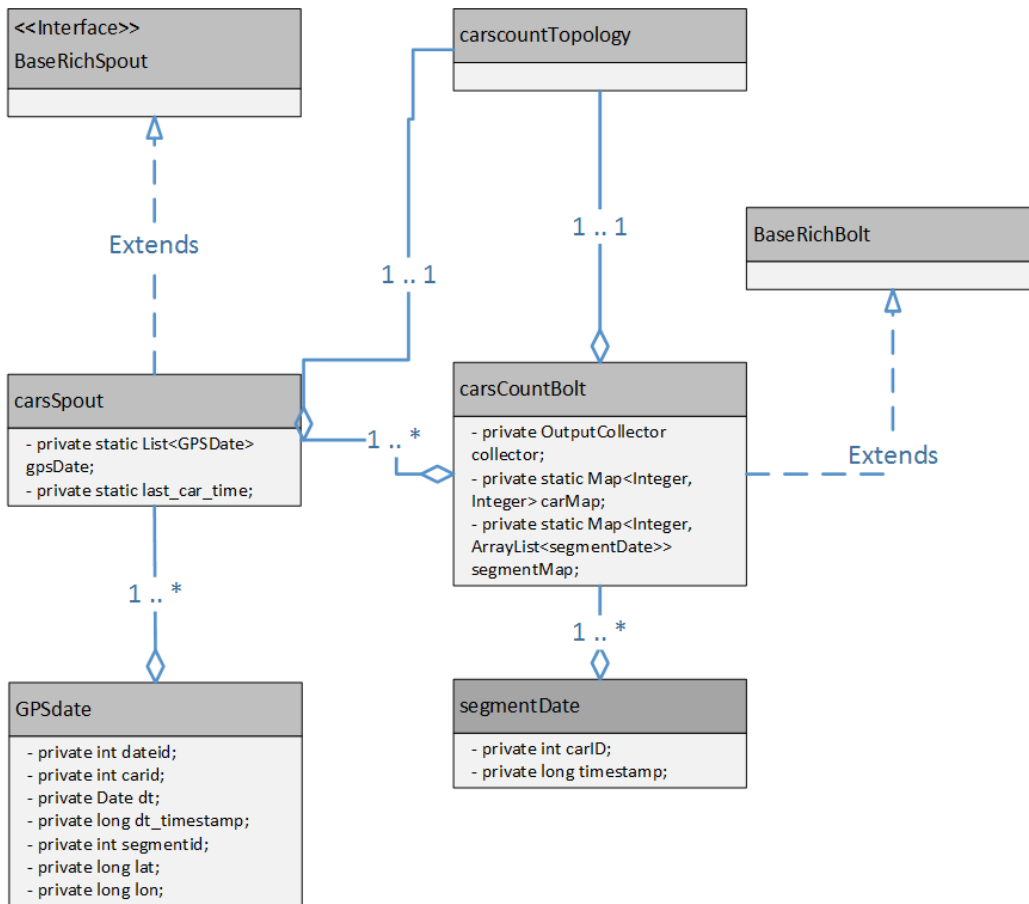 <<Interface>>
BaseRichSpout
carscountTopology
1 .. 1
BaseRichBolt
Extends
1 .. 1
carsSpout
- private static List<GPSDate>
gpsDate;
- private static last_car_time;
1 .. *
carsCountBolt
- private OutputCollector
collector;
- private static Map<Integer,
Integer> carMap;
- private static Map<Integer,
ArrayList<segmentDate>>
segmentMap;
Extends
1 .. *
1 .. *
GPSdate
- private int dateid;
- private int carid;
- private Date dt;
- private long dt_timestamp;
- private int segmentid;
- private long lat;
- private long lon;
segmentDate
- private int carID;
- private long timestamp;